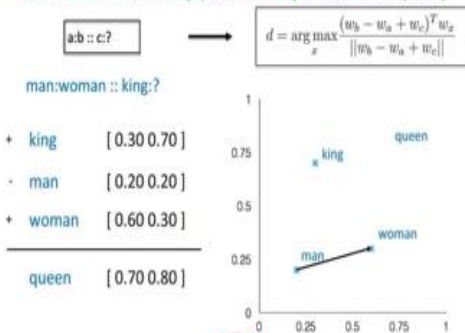 a:b :: c:?
d = arg max_x (w_b − w_a + w_c)^T w_x / ||w_b − w_a + w_c||
man:woman :: king:?
+ king [ 0.30 0.70 ]
- man [ 0.20 0.20 ]
+ woman [ 0.60 0.30 ]
queen [ 0.70 0.80 ]
1
0.75
0.5
0.25
0
queen
king
woman
man
0 0.25 0.5 0.75 1